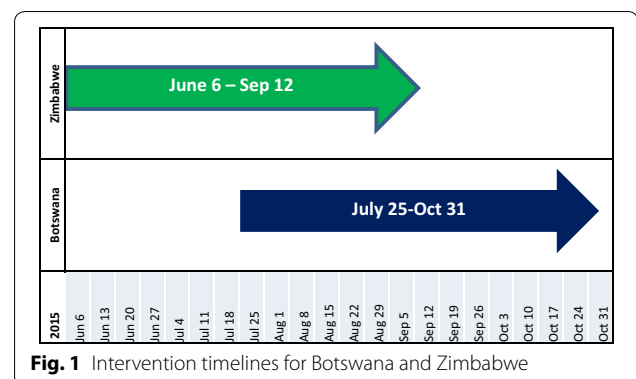 Zimbabwe
June 6 – Sep 12
Botswana
July 25-Oct 31
2015
Jun 6
Jun 13
Jun 20
Jun 27
Jul 4
Jul 11
Jul 18
Jul 25
Aug 1
Aug 8
Aug 15
Aug 22
Aug 29
Sep 5
Sep 12
Sep 19
Sep 26
Oct 3
Oct 10
Oct 17
Oct 24
Oct 31
Fig. 1 Intervention timelines for Botswana and Zimbabwe